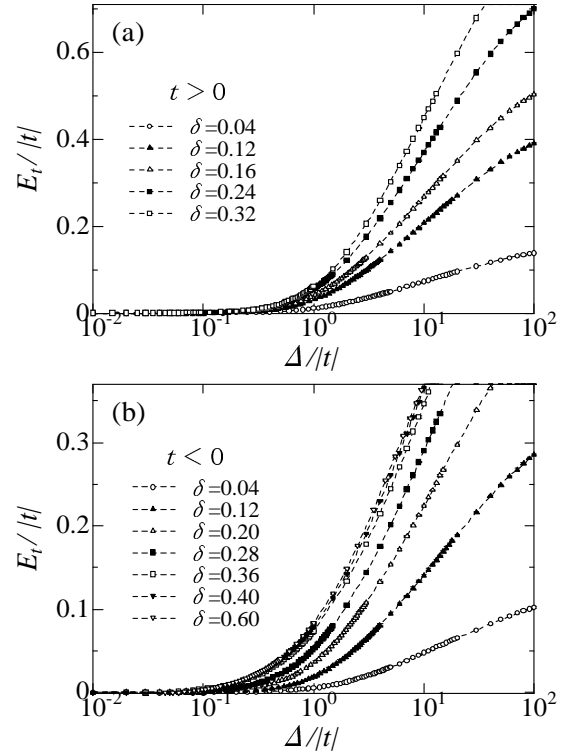 (a)
t > 0
δ=0.04
δ=0.12
δ=0.16
δ=0.24
δ=0.32
0.6
0.4
0.2
0
E_t/|t|
10^-2 10^-1 10^0 10^1 10^2
Δ/|t|
(b)
t < 0
δ=0.04
δ=0.12
δ=0.20
δ=0.28
δ=0.36
δ=0.40
δ=0.60
0.3
0.2
0.1
0
E_t/|t|
10^-2 10^-1 10^0 10^1 10^2
Δ/|t|